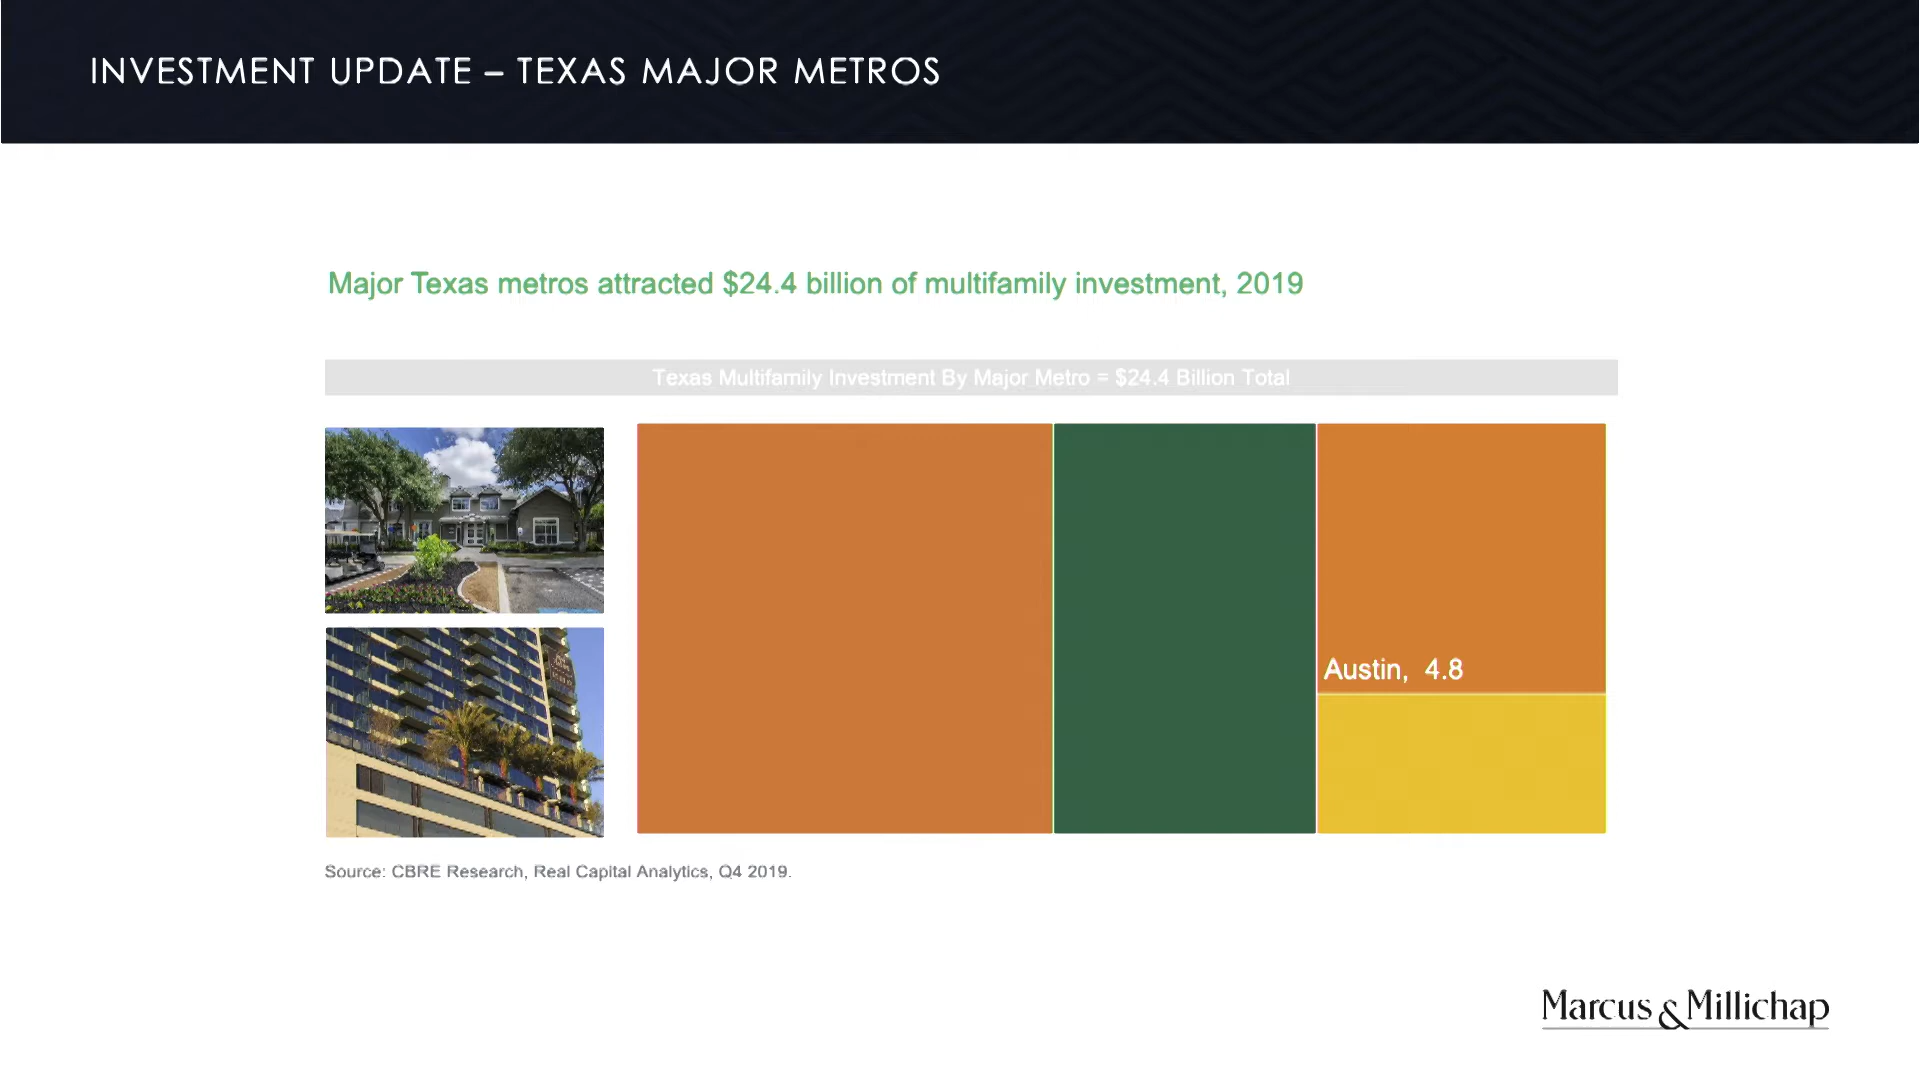 INVESTMENT UPDATE – TEXAS MAJOR METROS
Major Texas metros attracted $24.4 billion of multifamily investment, 2019
Texas Multifamily Investment By Major Metro = $24.4 Billion Total
Austin, 4.8
Source: CBRE Research, Real Capital Analytics, Q4 2019.
Marcus & Millichap